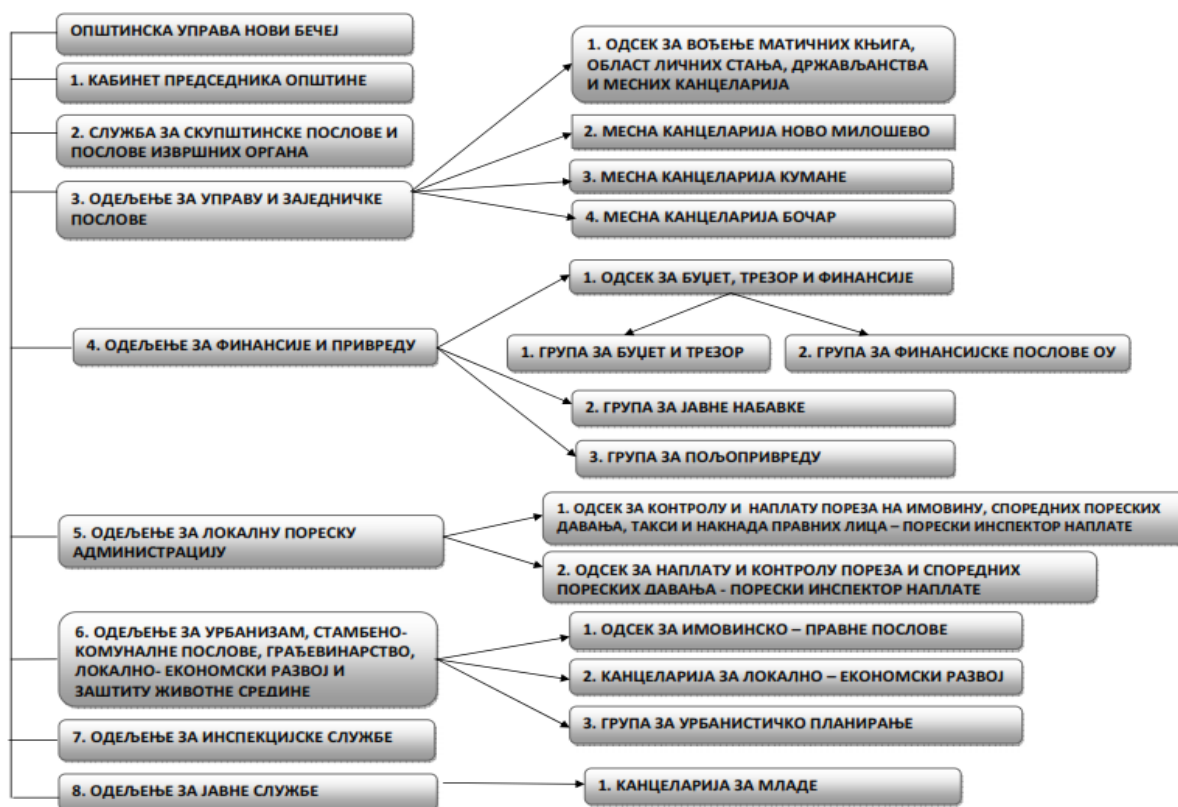 ОПШТИНСКА УПРАВА НОВИ БЕЧЕЈ
1. КАБИНЕТ ПРЕДСЕДНИКА ОПШТИНЕ
2. СЛУЖБА ЗА СКУПШТИНСКЕ ПОСЛОВЕ И
ПОСЛОВЕ ИЗВРШНИХ ОРГАНА
3. ОДЕЉЕЊЕ ЗА УПРАВУ И ЗАЈЕДНИЧКЕ
ПОСЛОВЕ
1. ОДСЕК ЗА ВОЂЕЊЕ МАТИЧНИХ КЊИГА,
ОБЛАСТ ЛИЧНИХ СТАЊА, ДРЖАВЉАНСТВА
И МЕСНИХ КАНЦЕЛАРИЈА
2. МЕСНА КАНЦЕЛАРИЈА НОВО МИЛОШЕВО
3. МЕСНА КАНЦЕЛАРИЈА КУМАНЕ
4. МЕСНА КАНЦЕЛАРИЈА БОЧАР
4. ОДЕЉЕЊЕ ЗА ФИНАНСИЈЕ И ПРИВРЕДУ
1. ОДСЕК ЗА БУЏЕТ, ТРЕЗОР И ФИНАНСИЈЕ
1. ГРУПА ЗА БУЏЕТ И ТРЕЗОР
2. ГРУПА ЗА ФИНАНСИЈСКЕ ПОСЛОВЕ ОУ
2. ГРУПА ЗА ЈАВНЕ НАБАВКЕ
3. ГРУПА ЗА ПОЉОПРИВРЕДУ
5. ОДЕЉЕЊЕ ЗА ЛОКАЛНУ ПОРЕСКУ
АДМИНИСТРАЦИЈУ
1. ОДСЕК ЗА КОНТРОЛУ И НАПЛАТУ ПОРЕЗА НА ИМОВИНУ, СПОРЕДНИХ ПОРЕСКИХ
ДАВАЊА, ТАКСИ И НАКНАДА ПРАВНИХ ЛИЦА – ПОРЕСКИ ИНСПЕКТОР НАПЛАТЕ
2. ОДСЕК ЗА НАПЛАТУ И КОНТРОЛУ ПОРЕЗА И СПОРЕДНИХ
ПОРЕСКИХ ДАВАЊА - ПОРЕСКИ ИНСПЕКТОР НАПЛАТЕ
6. ОДЕЉЕЊЕ ЗА УРБАНИЗАМ, СТАМБЕНО-
КОМУНАЛНЕ ПОСЛОВЕ, ГРАЂЕВИНАРСТВО,
ЛОКАЛНО- ЕКОНОМСКИ РАЗВОЈ И
ЗАШТИТУ ЖИВОТНЕ СРЕДИНЕ
1. ОДСЕК ЗА ИМОВИНСКО – ПРАВНЕ ПОСЛОВЕ
2. КАНЦЕЛАРИЈА ЗА ЛОКАЛНО – ЕКОНОМСКИ РАЗВОЈ
3. ГРУПА ЗА УРБАНИСТИЧКО ПЛАНИРАЊЕ
7. ОДЕЉЕЊЕ ЗА ИНСПЕКЦИЈСКЕ СЛУЖБЕ
8. ОДЕЉЕЊЕ ЗА ЈАВНЕ СЛУЖБЕ
1. КАНЦЕЛАРИЈА ЗА МЛАДЕ